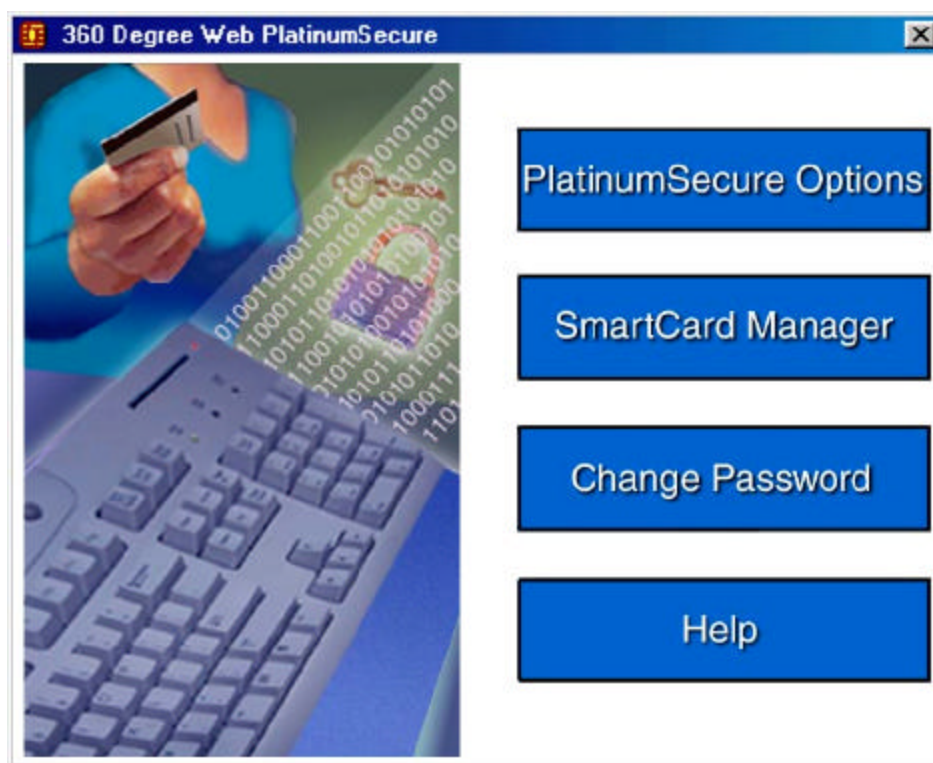 360 Degree Web PlatinumSecure
PlatinumSecure Options
SmartCard Manager
Change Password
Help